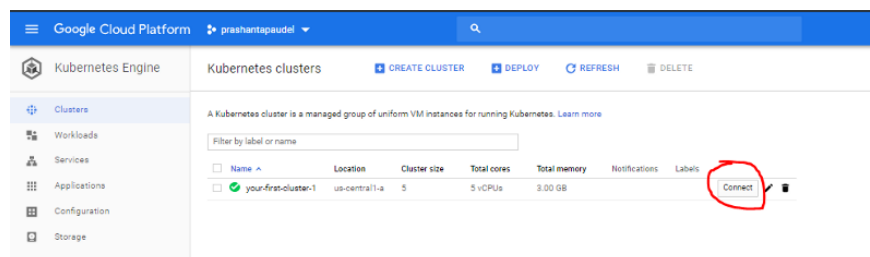 Google Cloud Platform prashantapaudel
Kubernetes Engine
Kubernetes clusters CREATE CLUSTER DEPLOY REFRESH DELETE
Clusters
Workloads
Services
Applications
Configuration
Storage
A Kubernetes cluster is a managed group of uniform VM instances for running Kubernetes. Learn more
Filter by label or name
Name Location Cluster size Total cores Total memory Notifications Labels
your-first-cluster-1 us-central1-a 5 5 vCPUs 3.00 GB Connect